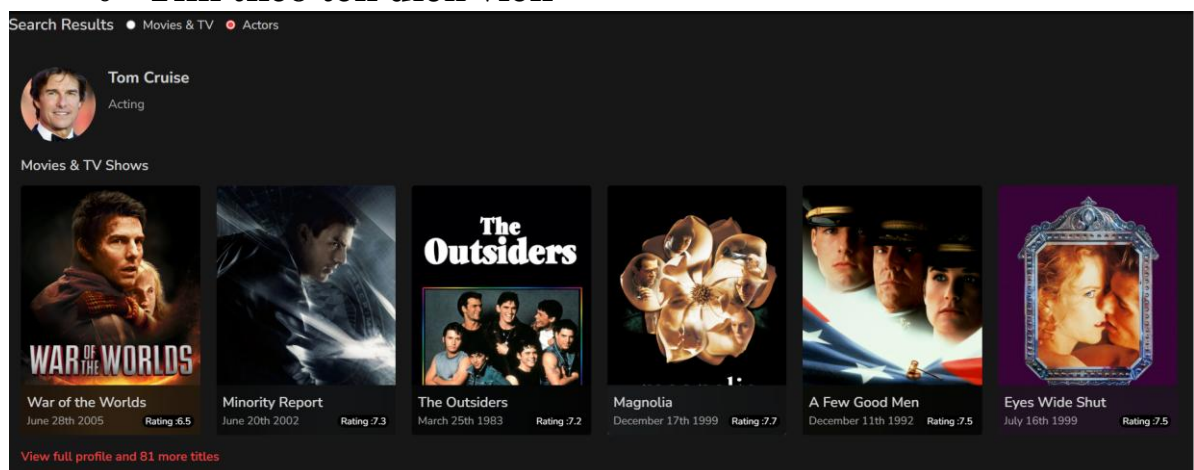 Search Results Movies & TV Actors
Tom Cruise
Acting
Movies & TV Shows
WAR OF THE WORLDS
The
Outsiders
War of the Worlds
June 28th 2005 Rating :6.5
Minority Report
June 20th 2002 Rating :7.3
The Outsiders
March 25th 1983 Rating :7.2
Magnolia
December 17th 1999 Rating :7.7
A Few Good Men
December 11th 1992 Rating :7.5
Eyes Wide Shut
July 16th 1999 Rating :7.5
View full profile and 81 more titles